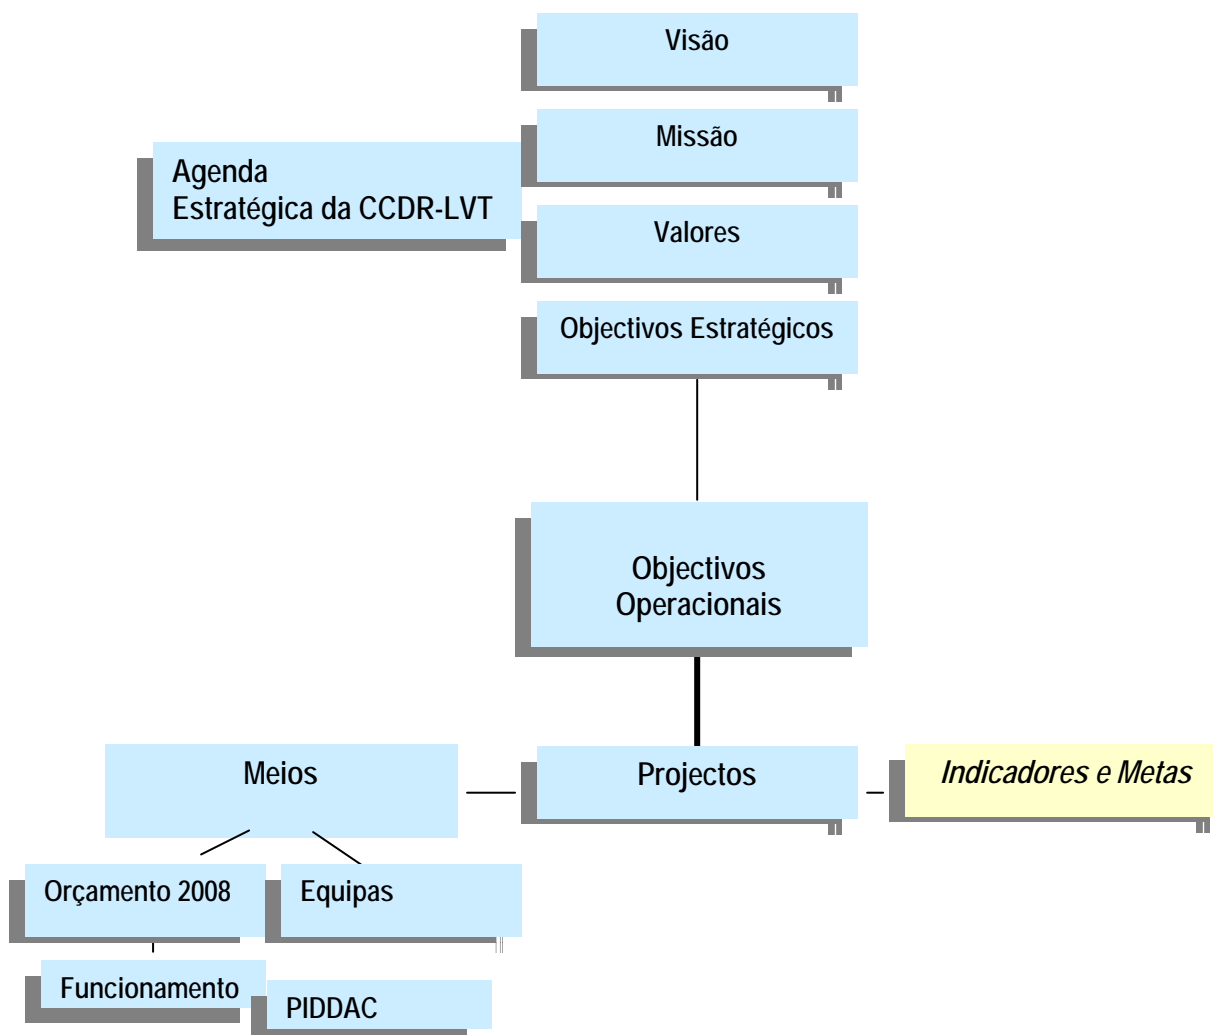 Visão
Missão
Agenda
Estratégica da CCDR-LVT
Valores
Objectivos Estratégicos
Objectivos
Operacionais
Meios
Projectos
Indicadores e Metas
Orçamento 2008
Equipas
Funcionamento
PIDDAC